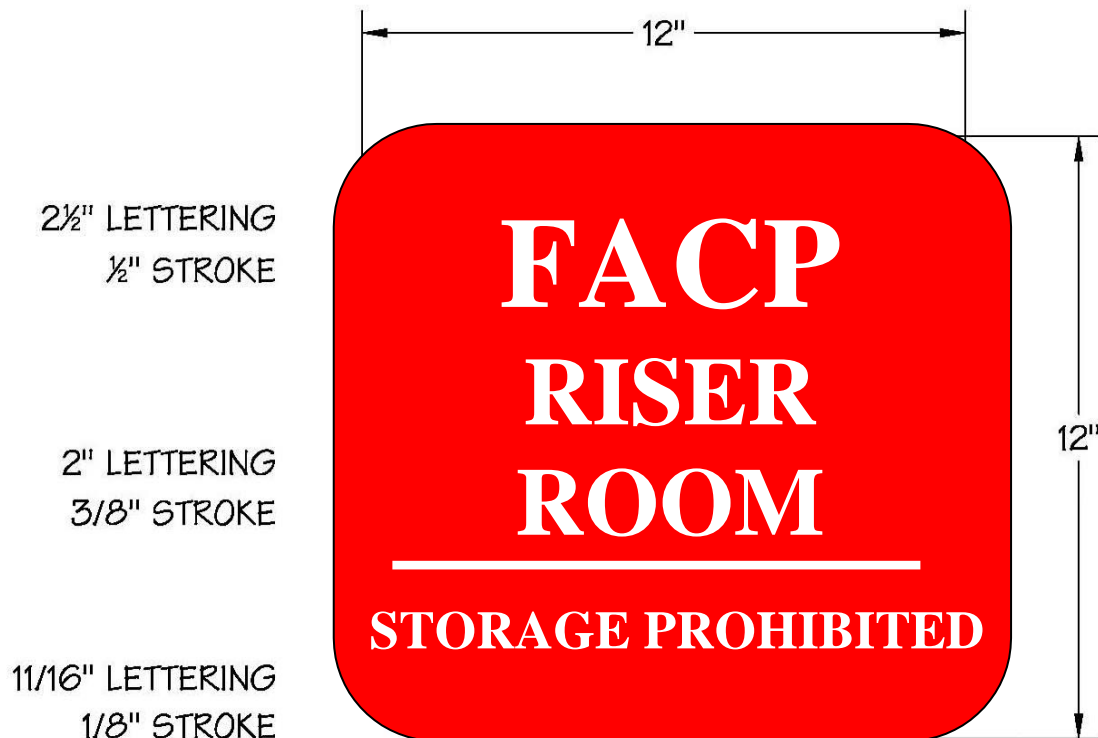 12"
2½" LETTERING
½" STROKE
FACP
RISER
12"
2" LETTERING
3/8" STROKE
ROOM
STORAGE PROHIBITED
11/16" LETTERING
1/8" STROKE